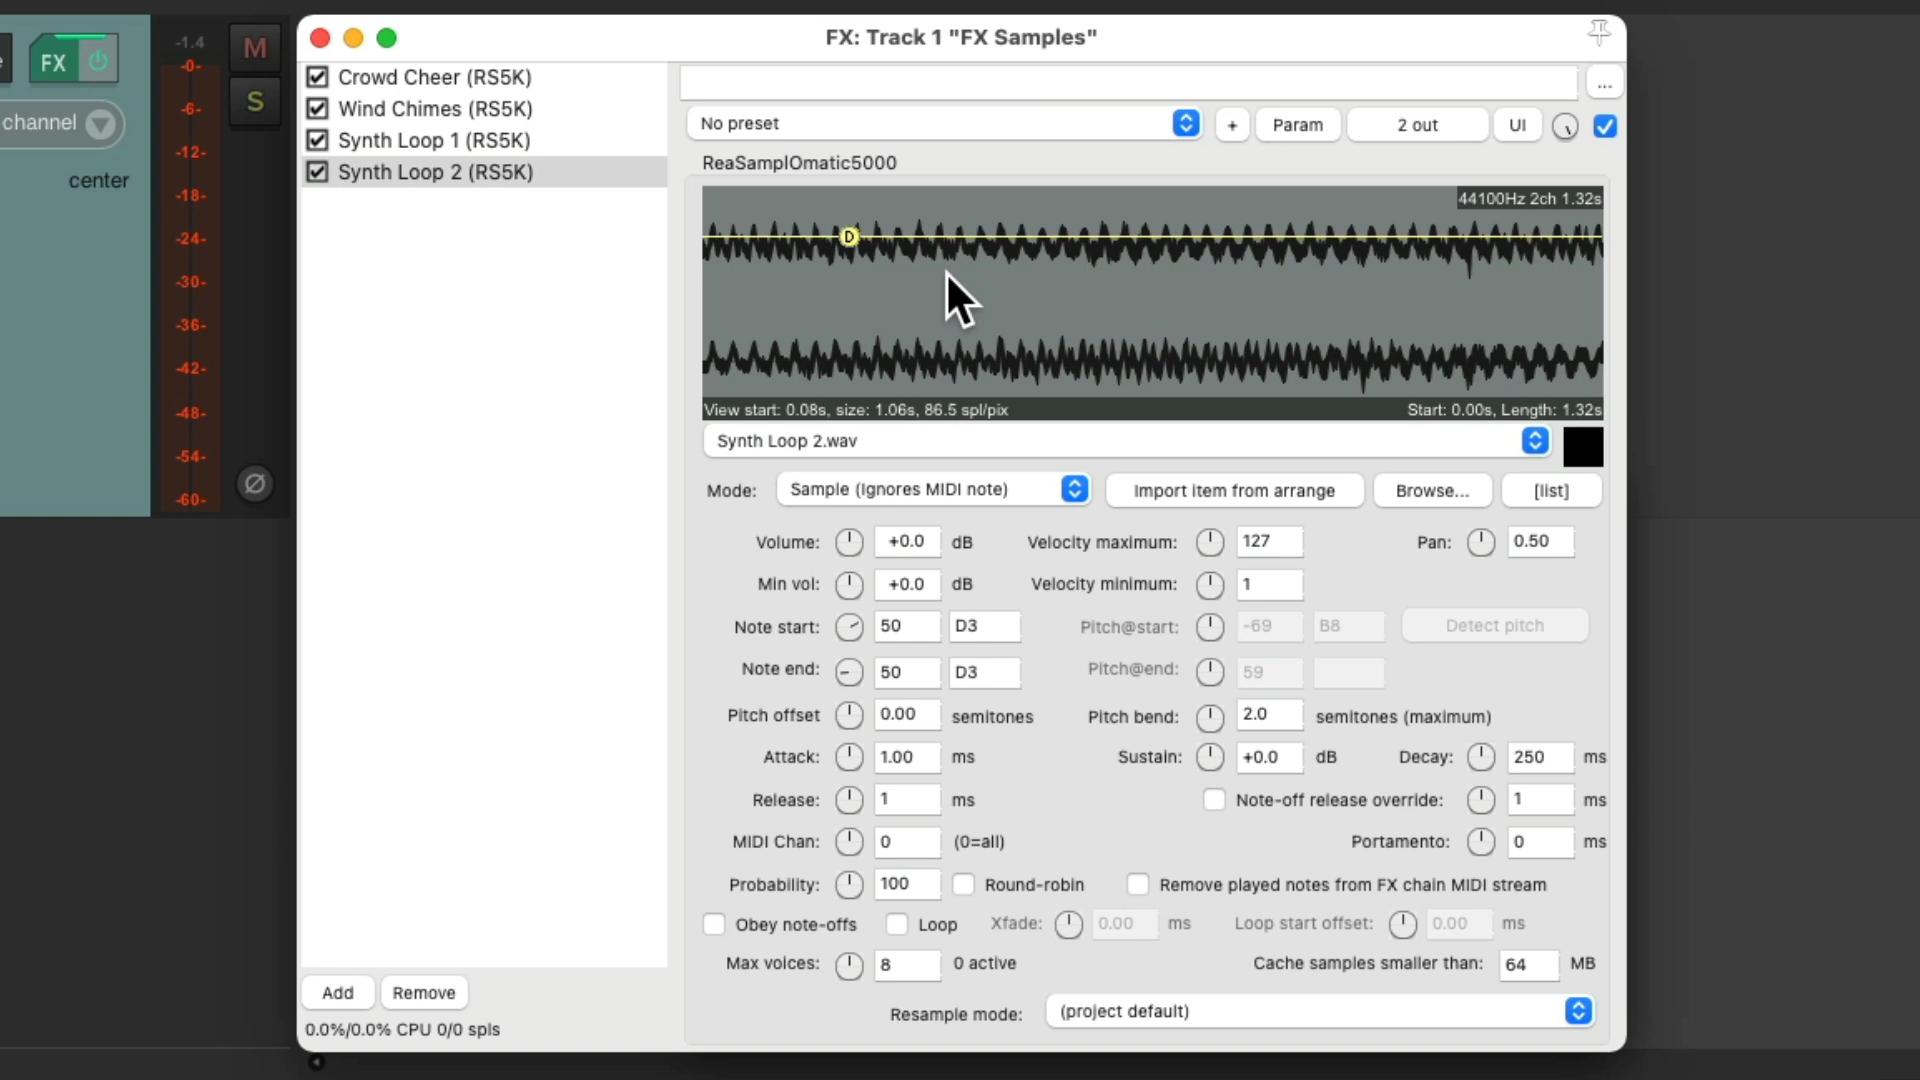 FX: Track 1 "FX Samples"
FX
-1.4
M
-0-
S
-6-
channel
-12-
center
-18-
-24-
-30-
-36-
-42-
-48-
-54-
-60-
Crowd Cheer (RS5K)
Wind Chimes (RS5K)
Synth Loop 1 (RS5K)
Synth Loop 2 (RS5K)
...
No preset
+
Param
2 out
UI
ReaSamplOmatic5000
44100Hz 2ch 1.32s
D
View start: 0.08s, size: 1.06s, 86.5 spl/pix
Start: 0.00s, Length: 1.32s
Synth Loop 2.wav
Mode: Sample (Ignores MIDI note) Import item from arrange Browse... [list]
Volume: +0.0 dB Velocity maximum: 127 Pan: 0.50
Min vol: +0.0 dB Velocity minimum: 1
Note start: 50 D3 Pitch@start: -69 B8 Detect pitch
Note end: 50 D3 Pitch@end: 59
Pitch offset 0.00 semitones Pitch bend: 2.0 semitones (maximum)
Attack: 1.00 ms Sustain: +0.0 dB Decay: 250 ms
Release: 1 ms Note-off release override: 1 ms
MIDI Chan: 0 (0=all) Portamento: 0 ms
Probability: 100 Round-robin Remove played notes from FX chain MIDI stream
Obey note-offs Loop Xfade: 0.00 ms Loop start offset: 0.00 ms
Max voices: 8 0 active Cache samples smaller than: 64 MB
Resample mode: (project default)
Add Remove
0.0%/0.0% CPU 0/0 spls